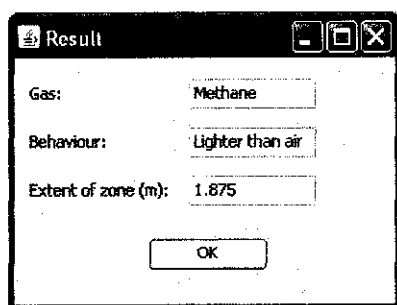 Result
Gas: Methane
Behaviour: Lighter than air
Extent of zone (m): 1.875
OK